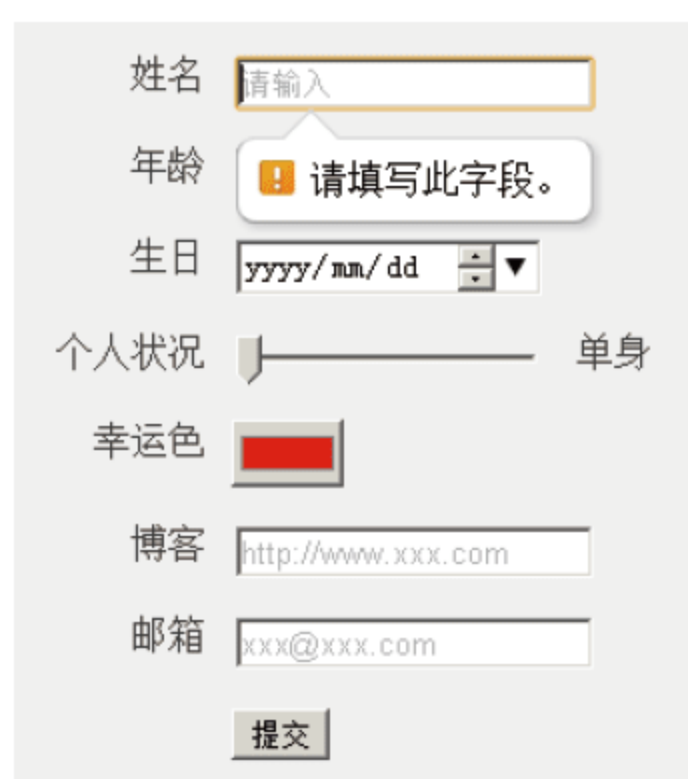 姓名 请输入
年龄 请填写此字段。
生日 yyyy/mm/dd
个人状况 单身
幸运色
博客 http://www.xxx.com
邮箱 xxx@xxx.com
提交